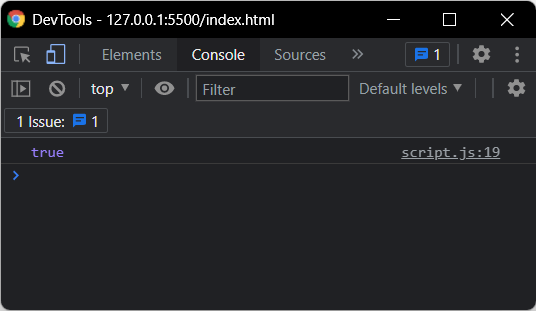 DevTools - 127.0.0.1:5500/index.html
Elements Console Sources 1
top Filter Default levels
1 Issue: 1
true script.js:19